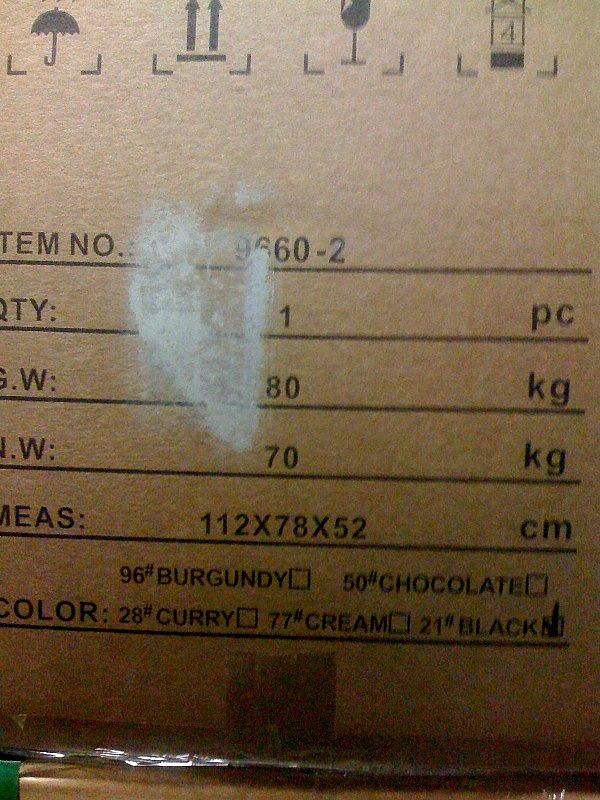 4
TEM NO.: 9660-2
QTY: 1 pc
G.W: 80 kg
N.W: 70 kg
MEAS: 112X78X52 cm
96#BURGUNDY 50#CHOCOLATE
COLOR: 28#CURRY 77#CREAM 21#BLACK